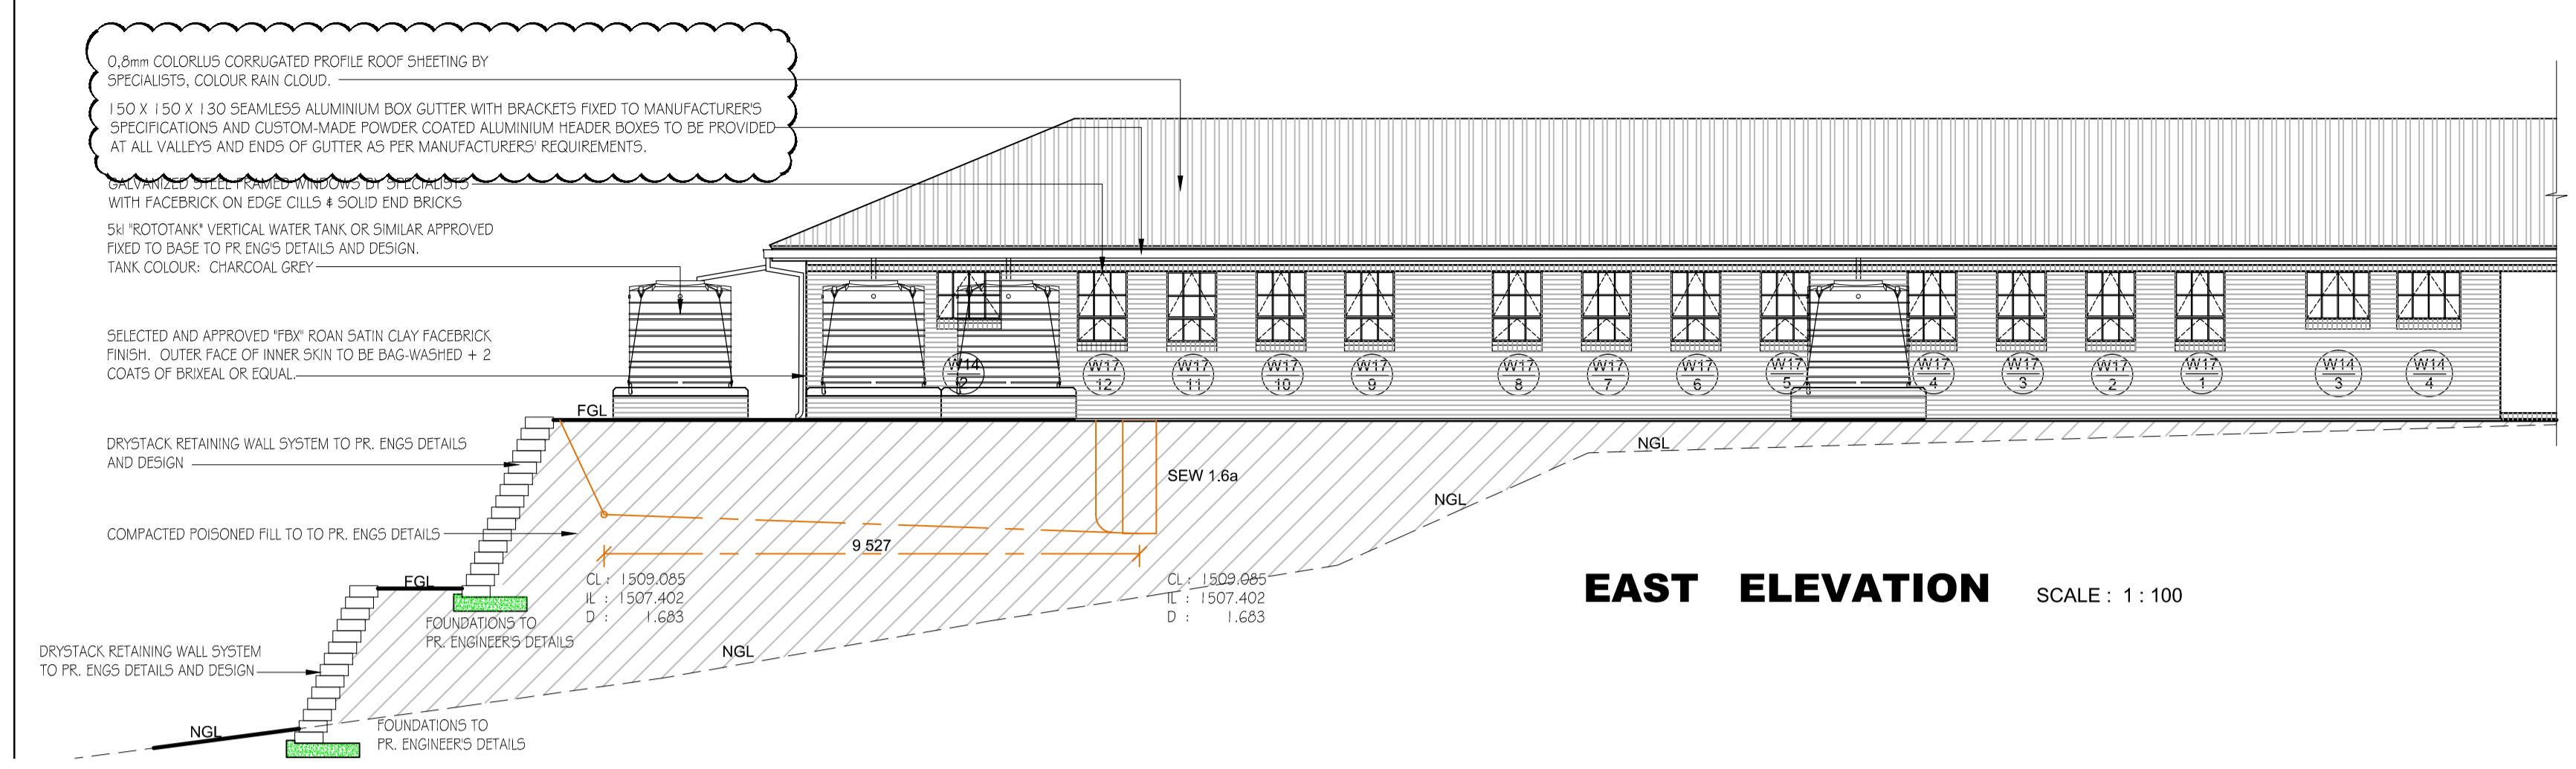 0,8mm COLORLUS CORRUGATED PROFILE ROOF SHEETING BY
SPECIALISTS, COLOUR RAIN CLOUD.
150 X 150 X 130 SEAMLESS ALUMINIUM BOX GUTTER WITH BRACKETS FIXED TO MANUFACTURER'S
SPECIFICATIONS AND CUSTOM-MADE POWDER COATED ALUMINIUM HEADER BOXES TO BE PROVIDED
AT ALL VALLEYS AND ENDS OF GUTTER AS PER MANUFACTURERS' REQUIREMENTS.
GALVANIZED STEEL FRAMED WINDOWS BY SPECIALISTS
WITH FACEBRICK ON EDGE CILLS & SOLID END BRICKS
5kl "ROTOTANK" VERTICAL WATER TANK OR SIMILAR APPROVED
FIXED TO BASE TO PR ENG'S DETAILS AND DESIGN.
TANK COLOUR: CHARCOAL GREY
SELECTED AND APPROVED "FBX" ROAN SATIN CLAY FACEBRICK
FINISH. OUTER FACE OF INNER SKIN TO BE BAG-WASHED + 2
COATS OF BRIXEAL OR EQUAL.
W14
2
W17
12
W17
11
W17
10
W17
9
W17
8
W17
7
W17
6
W17
5
W17
4
W17
3
W17
2
W17
1
W14
3
W14
4
FGL
DRYSTACK RETAINING WALL SYSTEM TO PR. ENGS DETAILS
AND DESIGN
NGL
SEW 1.6a
NGL
COMPACTED POISONED FILL TO TO PR. ENGS DETAILS
9 527
FGL
CL : 1509.085
IL : 1507.402
D : 1.683
CL : 1509.085
IL : 1507.402
D : 1.683
EAST ELEVATION SCALE : 1 : 100
FOUNDATIONS TO
PR. ENGINEER'S DETAILS
DRYSTACK RETAINING WALL SYSTEM
TO PR. ENGS DETAILS AND DESIGN
NGL
NGL
FOUNDATIONS TO
PR. ENGINEER'S DETAILS